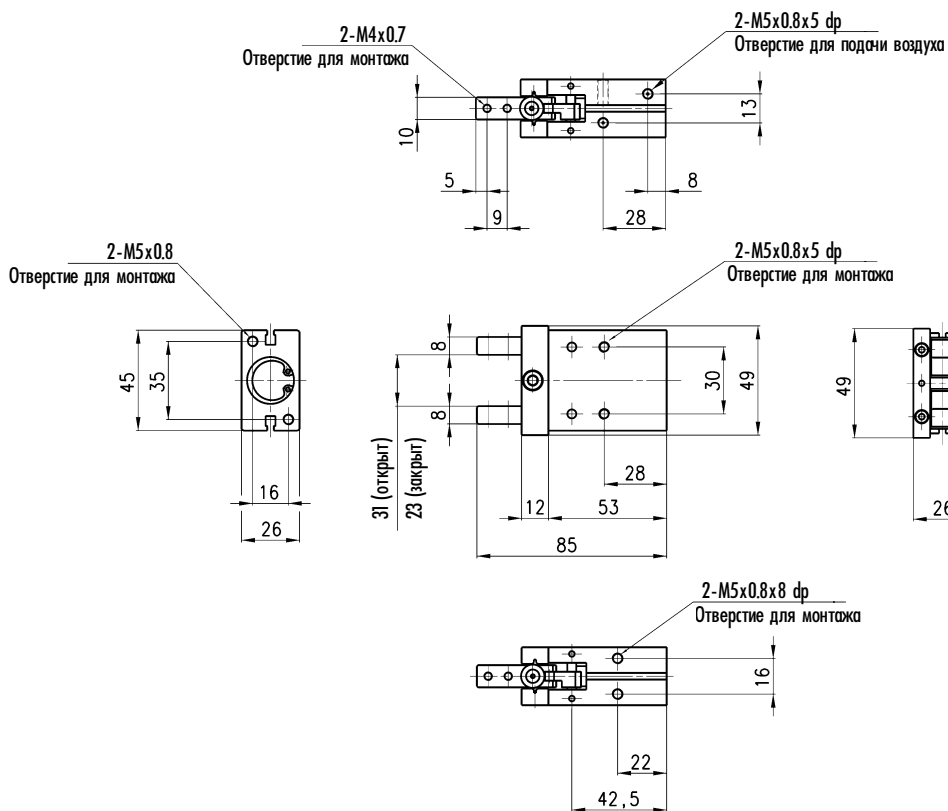 2-M4x0.7
Отверстие для монтажа
2-M5x0.8x5 dp
Отверстие для подачи воздуха
10
13
5
9
8
28
2-M5x0.8
Отверстие для монтажа
2-M5x0.8x5 dp
Отверстие для монтажа
45
35
16
26
8
8
31 (открыт)
23 (закрыт)
30
49
28
12
53
85
49
26
2-M5x0.8x8 dp
Отверстие для монтажа
16
22
42,5